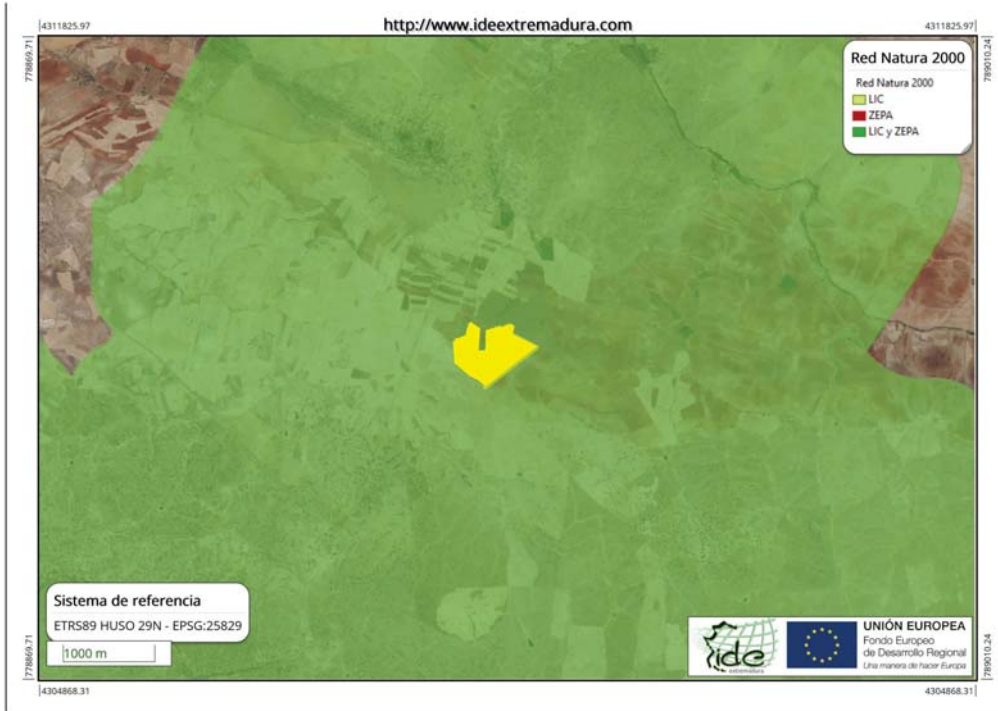 http://www.ideextremadura.com
4311825.97
4311825.97
778869.71
789010.24
Red Natura 2000
Red Natura 2000
LIC
ZEPA
LIC y ZEPA
Sistema de referencia
ETRS89 HUSO 29N - EPSG:25829
1000 m
ide
extremadura
UNIÓN EUROPEA
Fondo Europeo
de Desarrollo Regional
Una manera de hacer Europa
778869.71
789010.24
4304868.31
4304868.31